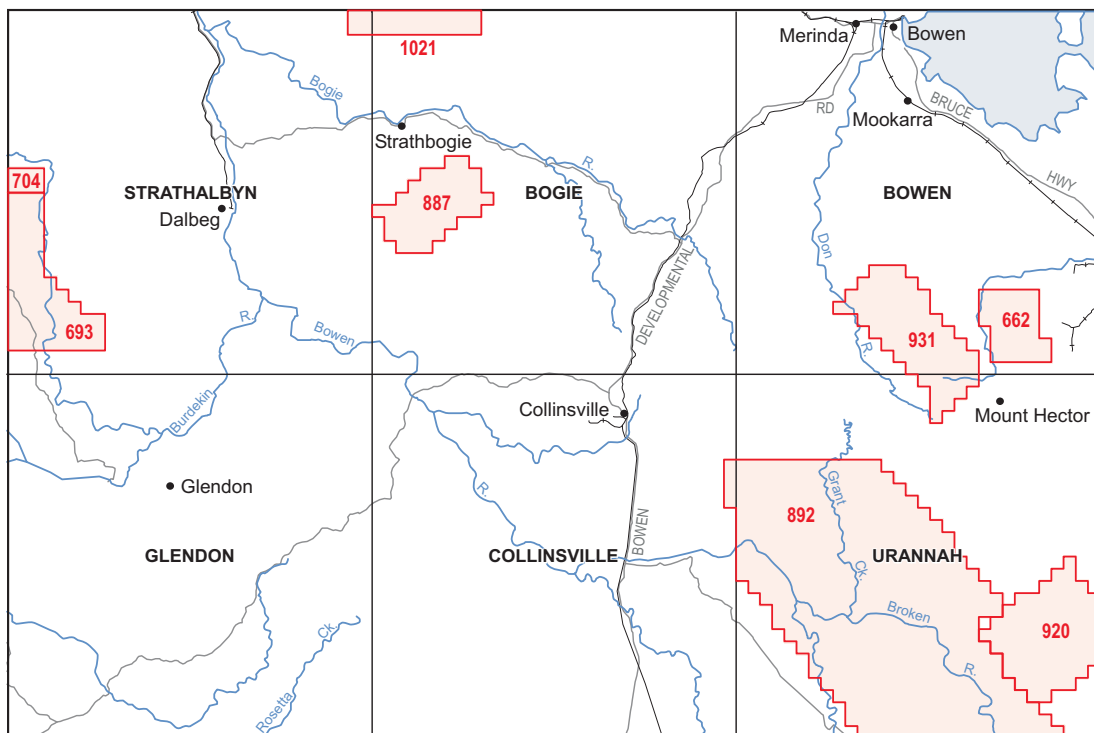 1021
Merinda
Bowen
Bogie
RD
BRUCE
Mookarra
Strathbogie
R.
HWY
704
STRATHALBYN
887
BOGIE
BOWEN
Dalbeg
Don
DEVELOPMENTAL
R.
693
Bowen
931
662
R.
Burdekin
Collinsville
Mount Hector
Glendon
R.
Grant
892
BOWEN
GLENDON
COLLINSVILLE
URANNAH
Ck.
Broken
Ck.
920
R.
Rosetta